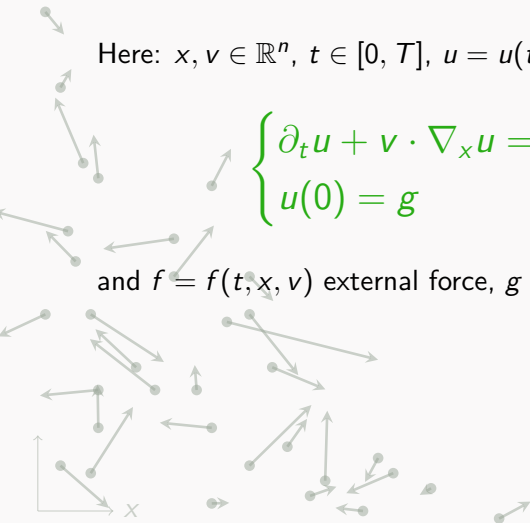 Here: x, v ∈ ℝⁿ, t ∈ [0, T], u = u(
∂ₜu + v · ∇ₓu =
u(0) = g
and f = f(t, x, v) external force, g
x